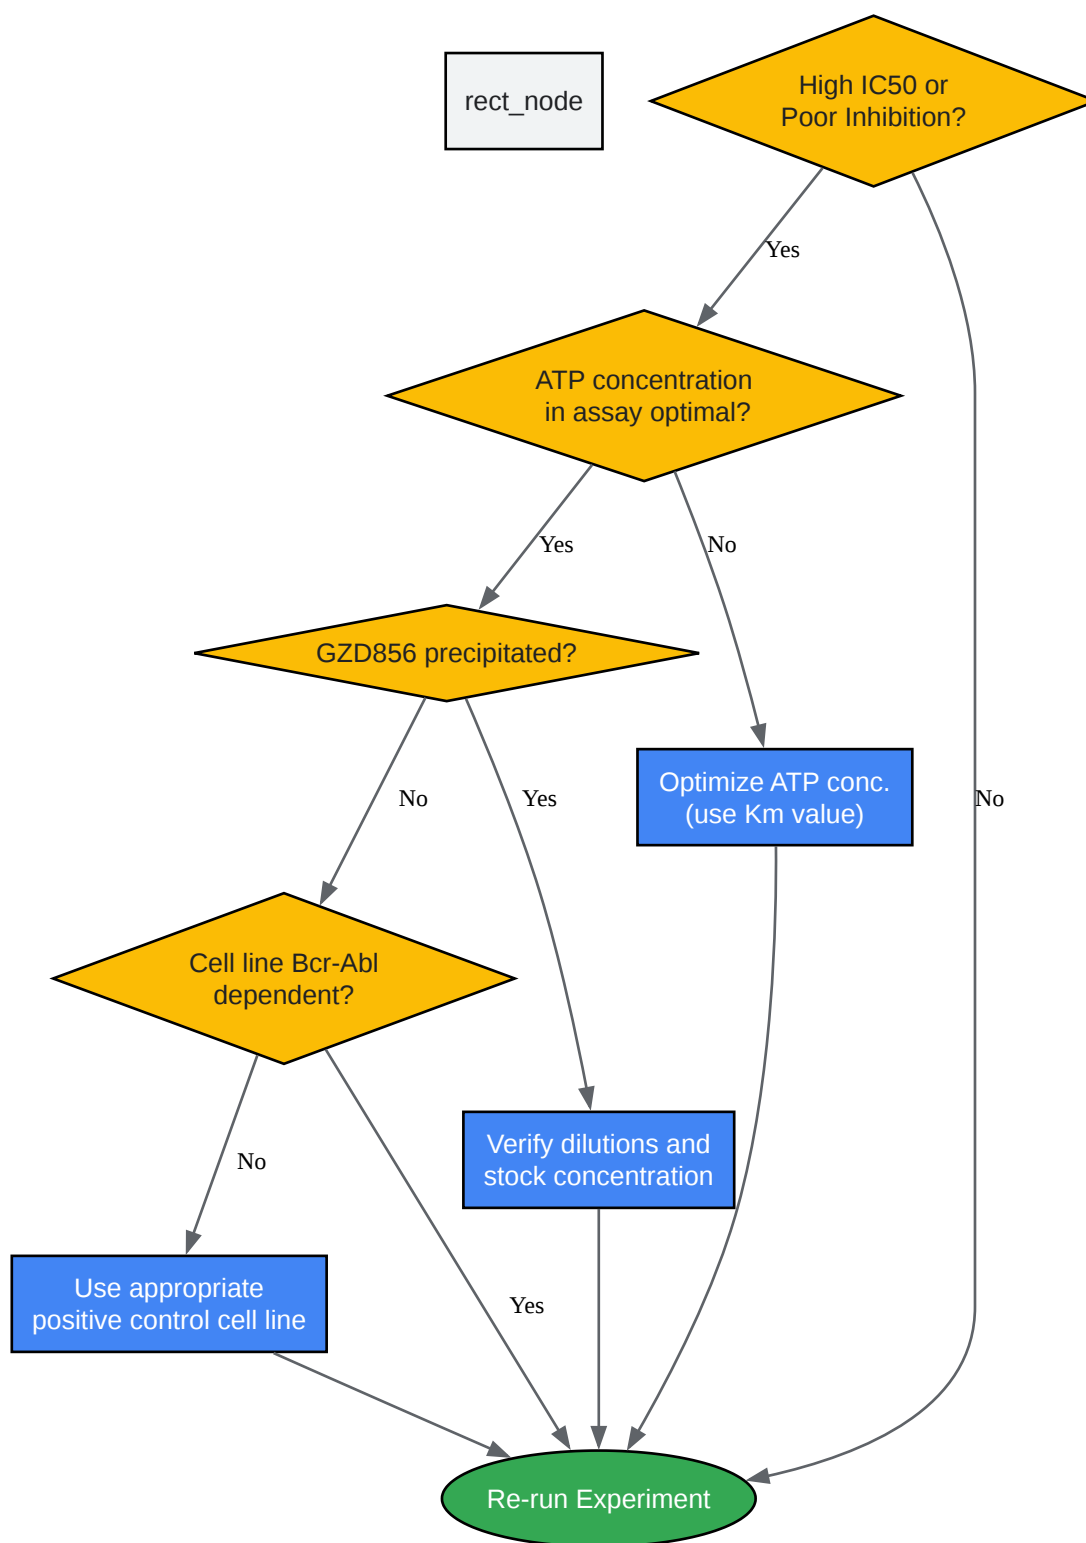 rect_node
High IC50 or
Poor Inhibition?
Yes
ATP concentration
in assay optimal?
Yes
No
GZD856 precipitated?
Optimize ATP conc.
(use Km value)
No
Yes
No
Cell line Bcr-Abl
dependent?
Verify dilutions and
stock concentration
No
Use appropriate
positive control cell line
Yes
Re-run Experiment